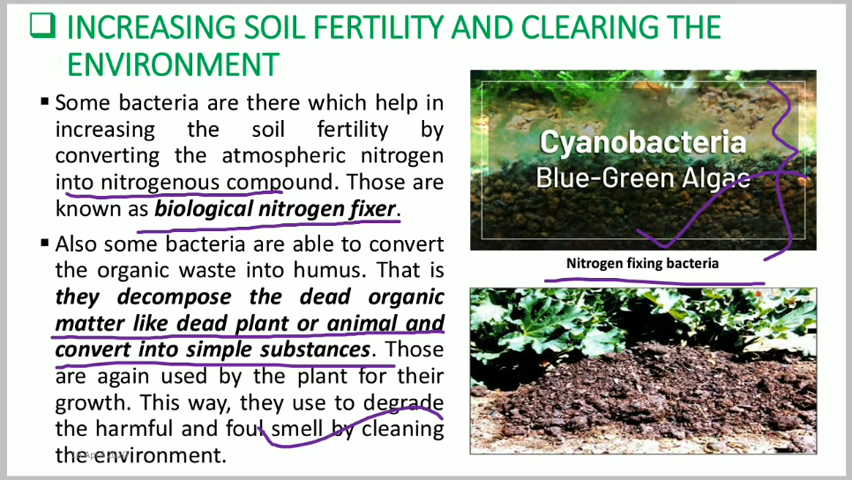 INCREASING SOIL FERTILITY AND CLEARING THE
ENVIRONMENT
Some bacteria are there which help in
increasing the soil fertility by
converting the atmospheric nitrogen
into nitrogenous compound. Those are
known as biological nitrogen fixer.
Also some bacteria are able to convert
the organic waste into humus. That is
they decompose the dead organic
matter like dead plant or animal and
convert into simple substances. Those
are again used by the plant for their
growth. This way, they use to degrade
the harmful and foul smell by cleaning
the environment.
Cyanobacteria
Blue-Green Algae
Nitrogen fixing bacteria